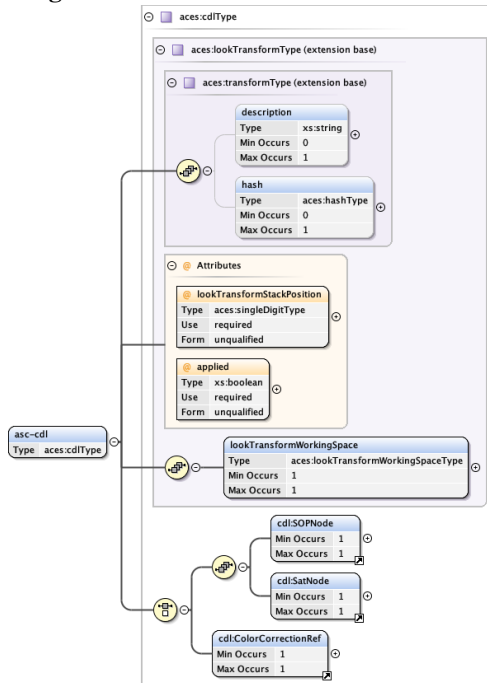 aces:cdlType
aces:lookTransformType (extension base)
aces:transformType (extension base)
description
Type xs:string
Min Occurs 0
Max Occurs 1
hash
Type aces:hashType
Min Occurs 0
Max Occurs 1
@ Attributes
@ lookTransformStackPosition
Type aces:singleDigitType
Use required
Form unqualified
@ applied
Type xs:boolean
Use required
Form unqualified
asc-cdl
Type aces:cdlType
lookTransformWorkingSpace
Type aces:lookTransformWorkingSpaceType
Min Occurs 1
Max Occurs 1
cdl:SOPNode
Min Occurs 1
Max Occurs 1
cdl:SatNode
Min Occurs 1
Max Occurs 1
cdl:ColorCorrectionRef
Min Occurs 1
Max Occurs 1